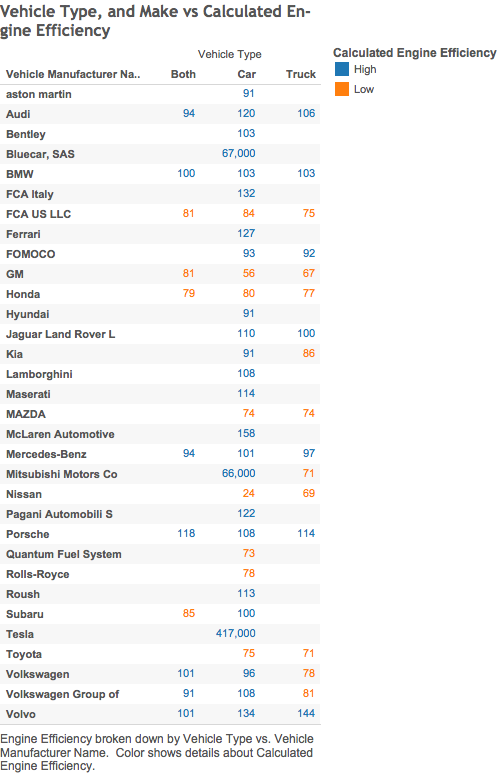 Vehicle Type, and Make vs Calculated En-
gine Efficiency
Vehicle Type
Vehicle Manufacturer Na.. Both Car Truck
aston martin 91
Audi 94 120 106
Bentley 103
Bluecar, SAS 67,000
BMW 100 103 103
FCA Italy 132
FCA US LLC 81 84 75
Ferrari 127
FOMOCO 93 92
GM 81 56 67
Honda 79 80 77
Hyundai 91
Jaguar Land Rover L 110 100
Kia 91 86
Lamborghini 108
Maserati 114
MAZDA 74 74
McLaren Automotive 158
Mercedes-Benz 94 101 97
Mitsubishi Motors Co 66,000 71
Nissan 24 69
Pagani Automobili S 122
Porsche 118 108 114
Quantum Fuel System 73
Rolls-Royce 78
Roush 113
Subaru 85 100
Tesla 417,000
Toyota 75 71
Volkswagen 101 96 78
Volkswagen Group of 91 108 81
Volvo 101 134 144
Engine Efficiency broken down by Vehicle Type vs. Vehicle
Manufacturer Name.  Color shows details about Calculated
Engine Efficiency.
Calculated Engine Efficiency
High
Low